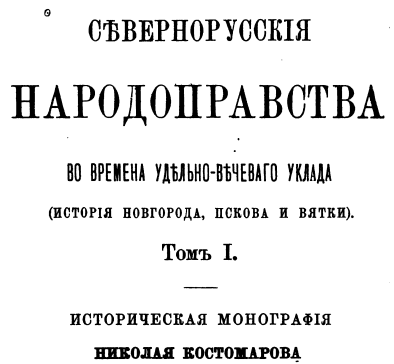 СѢВЕРНОРУССКІЯ
НАРОДОПРАВСТВА
ВО ВРЕМЕНА УДѢЛЬНО-ВѢЧЕВАГО УКЛАДА
(ИСТОРІЯ НОВГОРОДА, ПСКОВА И ВЯТКИ).
Томъ I.
ИСТОРИЧЕСКАЯ МОНОГРАФІЯ
НИКОЛАЯ КОСТОМАРОВА